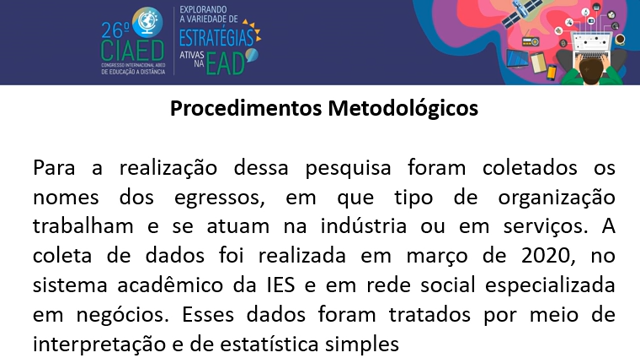 26º
CIAED
CONGRESSO INTERNACIONAL ABED
DE EDUCAÇÃO A DISTÂNCIA
EXPLORANDO
A VARIEDADE DE
ESTRATÉGIAS
ATIVAS
NA EAD
Procedimentos Metodológicos
Para a realização dessa pesquisa foram coletados os
nomes dos egressos, em que tipo de organização
trabalham e se atuam na indústria ou em serviços. A
coleta de dados foi realizada em março de 2020, no
sistema acadêmico da IES e em rede social especializada
em negócios. Esses dados foram tratados por meio de
interpretação e de estatística simples